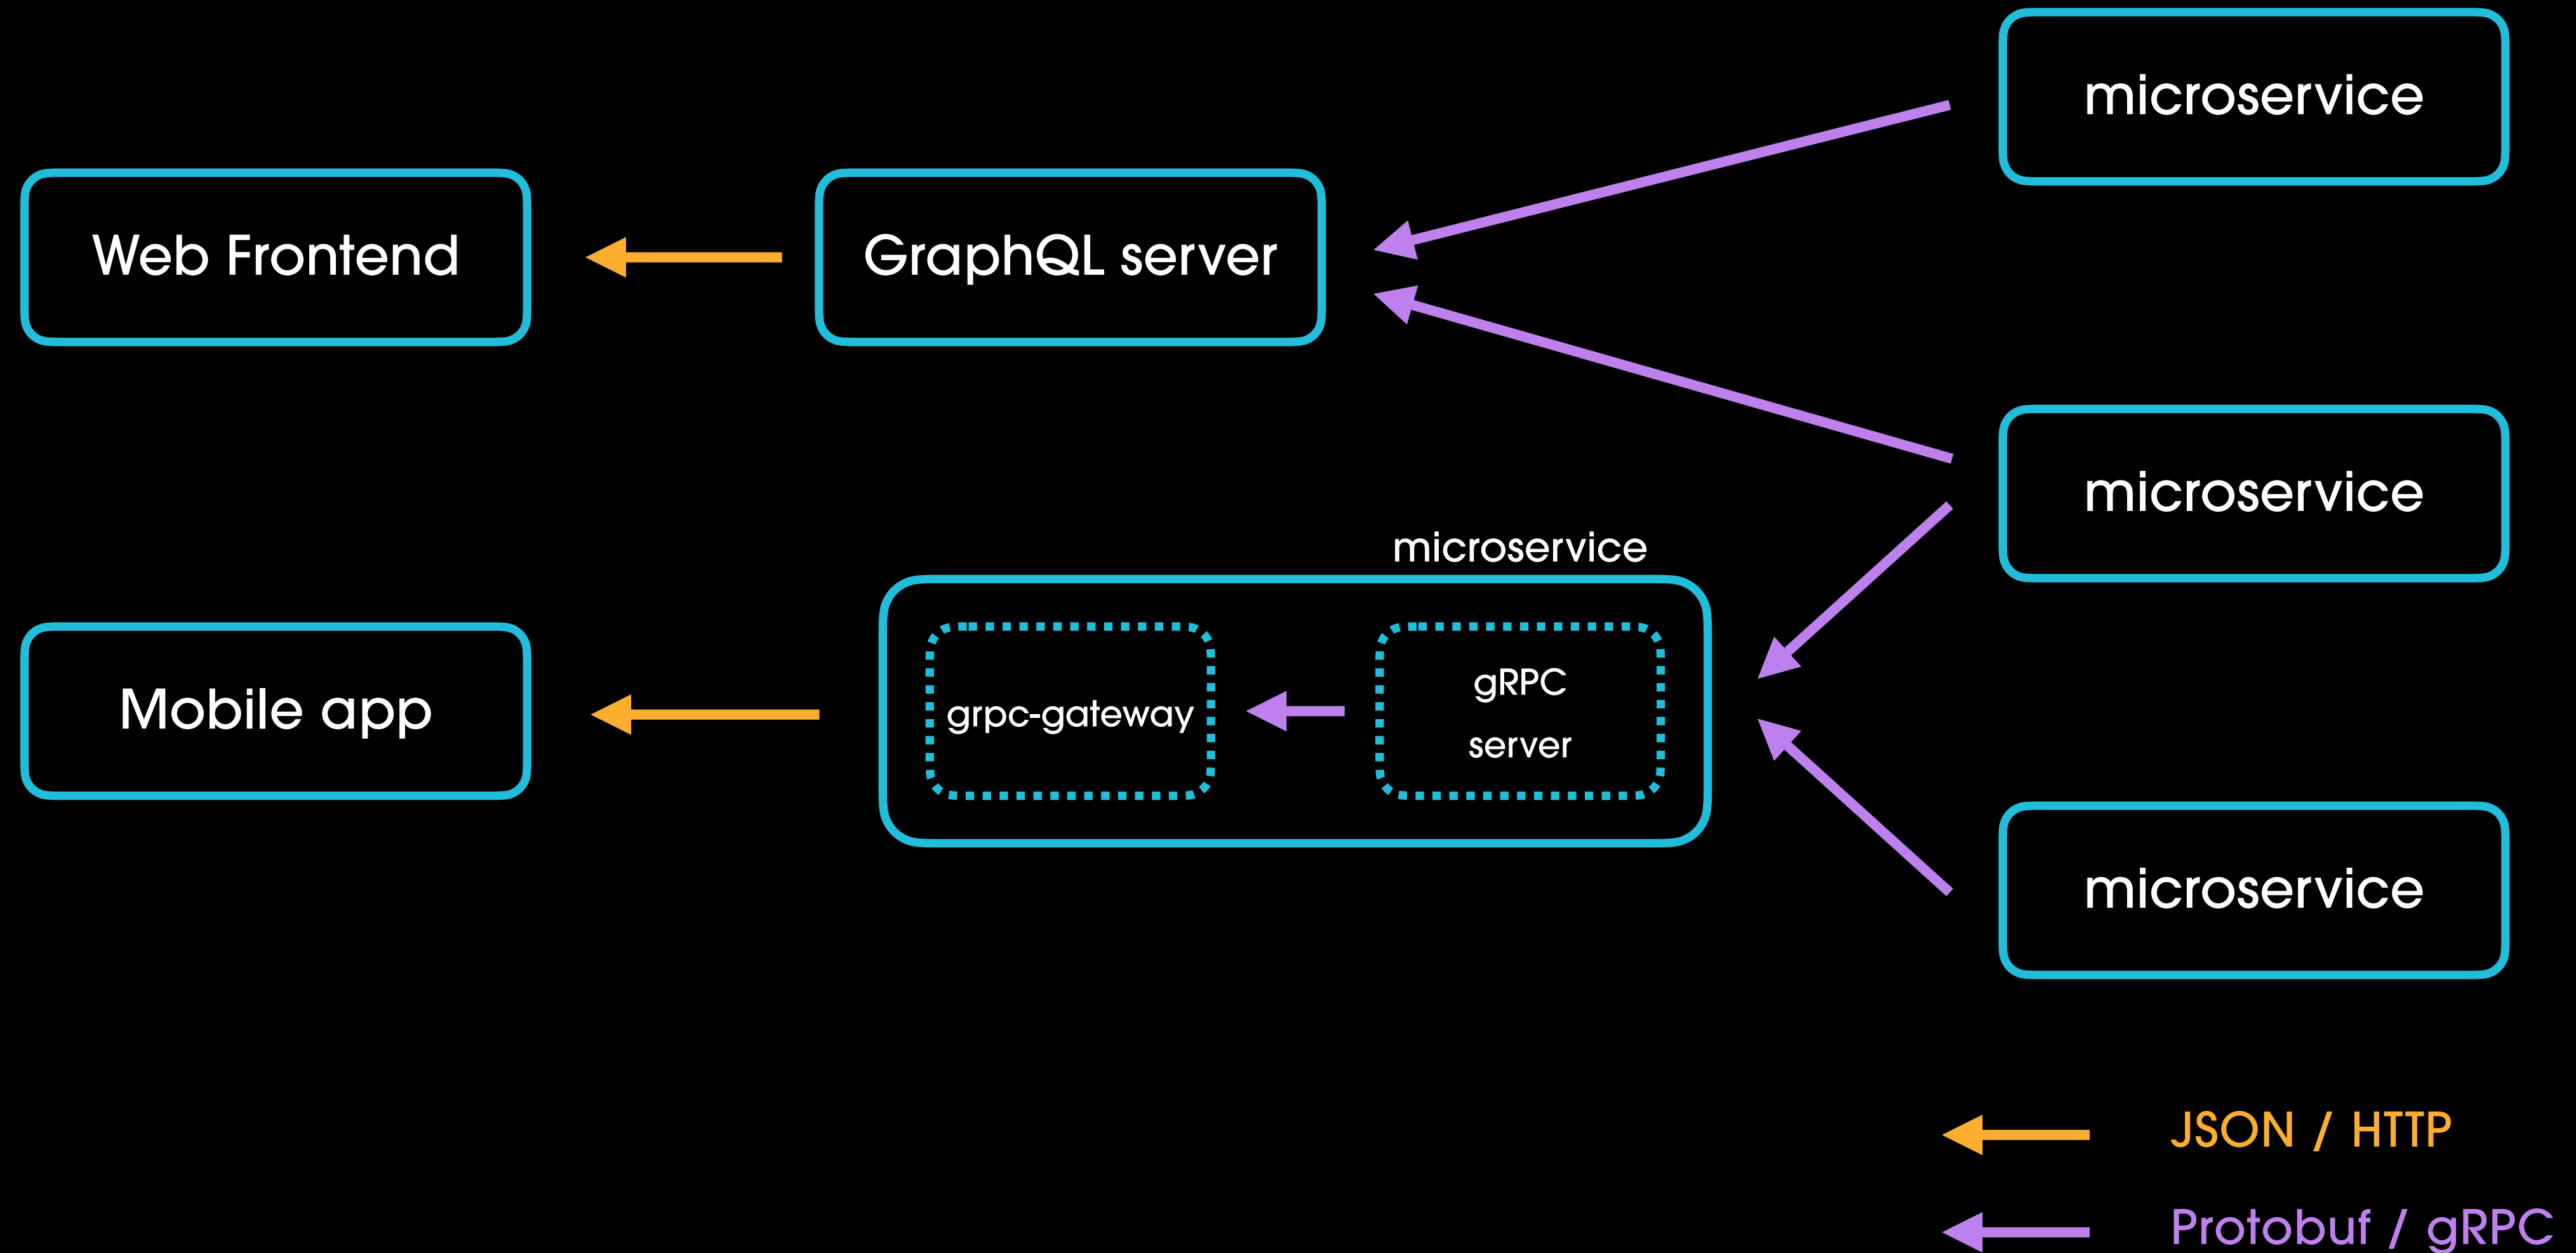 microservice
Web Frontend
GraphQL server
microservice
microservice
Mobile app
grpc-gateway
gRPC
server
microservice
JSON / HTTP
Protobuf / gRPC